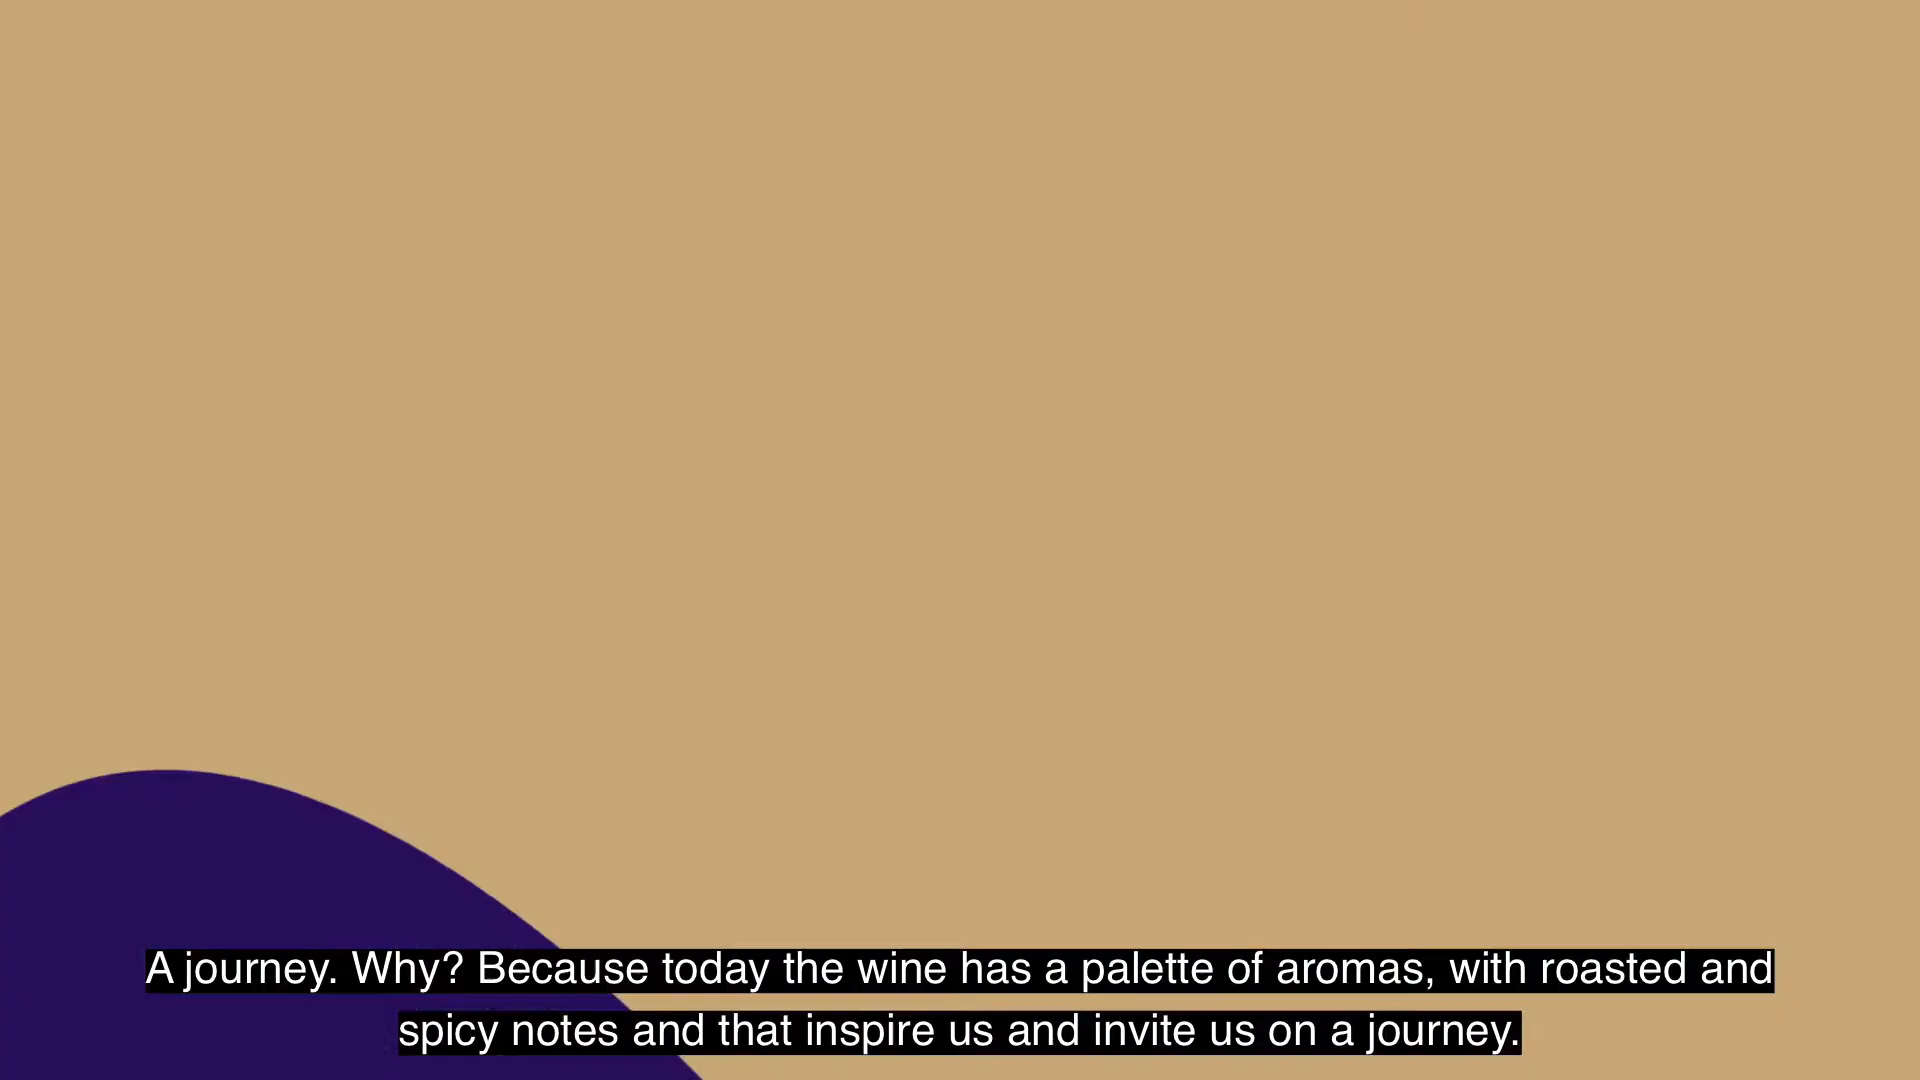 A journey. Why? Because today the wine has a palette of aromas, with roasted and
spicy notes and that inspire us and invite us on a journey.